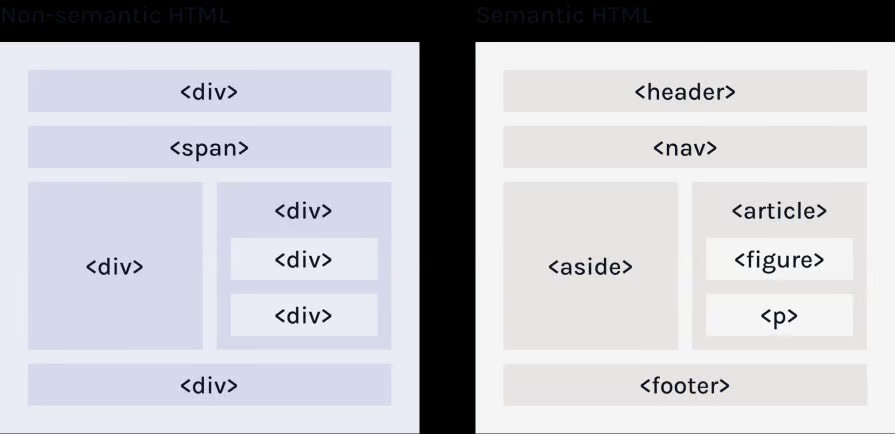 Non-semantic HTML
<div>
<span>
<div>
<div>
<div>
<div>
<div>
Semantic HTML
<header>
<nav>
<aside>
<article>
<figure>
<p>
<footer>